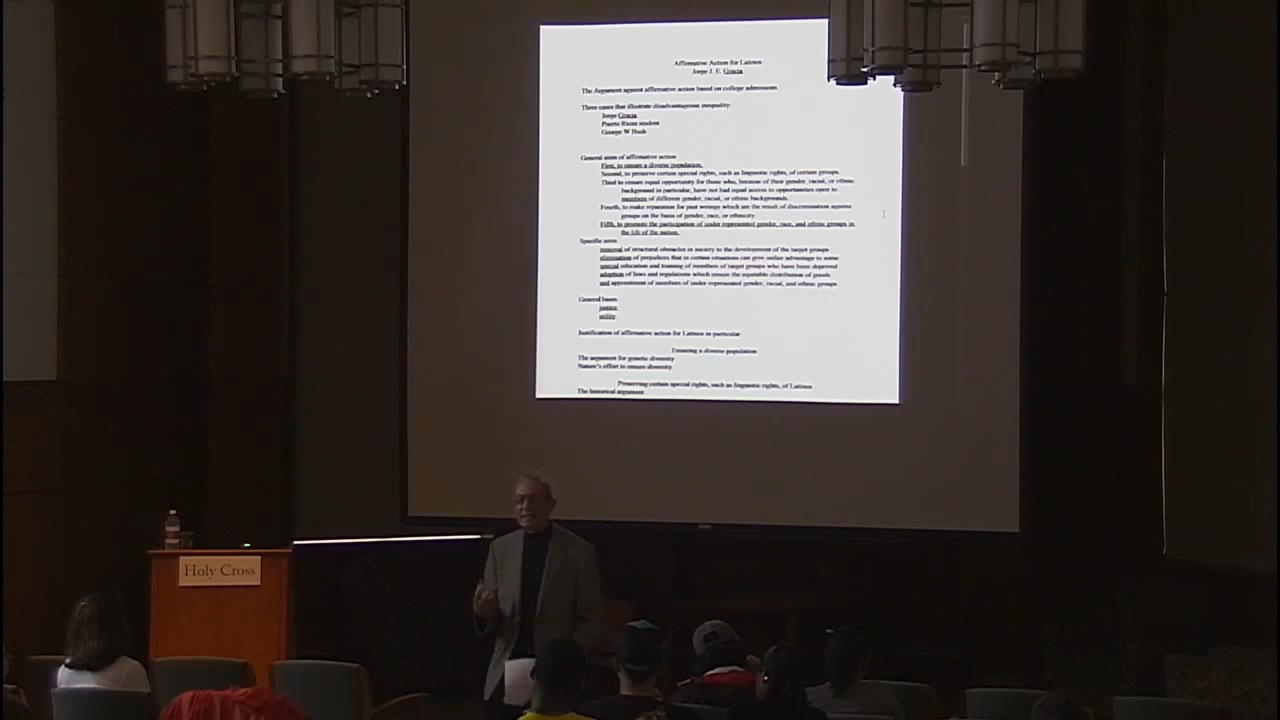 Affirmative Action for Latinos
Jorge J. E. Gracia
The Argument against affirmative action based on college admissions
Three cases that illustrate disadvantageous inequality:
Jorge Gracia
Puerto Rican student
George W Bush
General aims of affirmative action
First, to ensure a diverse population.
Second, to preserve certain special rights, such as linguistic rights, of certain groups.
Third to ensure equal opportunity for those who, because of their gender, racial, or ethnic
background in particular, have not had equal access to opportunities open to
members of different gender, racial, or ethnic backgrounds.
Fourth, to make reparation for past wrongs which are the result of discrimination against
groups on the basis of gender, race, or ethnicity.
Fifth, to promote the participation of under represented gender, race, and ethnic groups in
the life of the nation.
Specific aims
removal of structural obstacles in society to the development of the target groups
elimination of prejudices that in certain situations can give unfair advantage to some
special education and training of members of target groups who have been deprived
adoption of laws and regulations which ensure the equitable distribution of goods
and appointment of members of under represented gender, racial, and ethnic groups
General bases
justice
utility
Justification of affirmative action for Latinos in particular
Ensuring a diverse population
The argument for genetic diversity
Nature's effort to ensure diversity
Preserving certain special rights, such as linguistic rights, of Latinos
The historical argument
Holy Cross